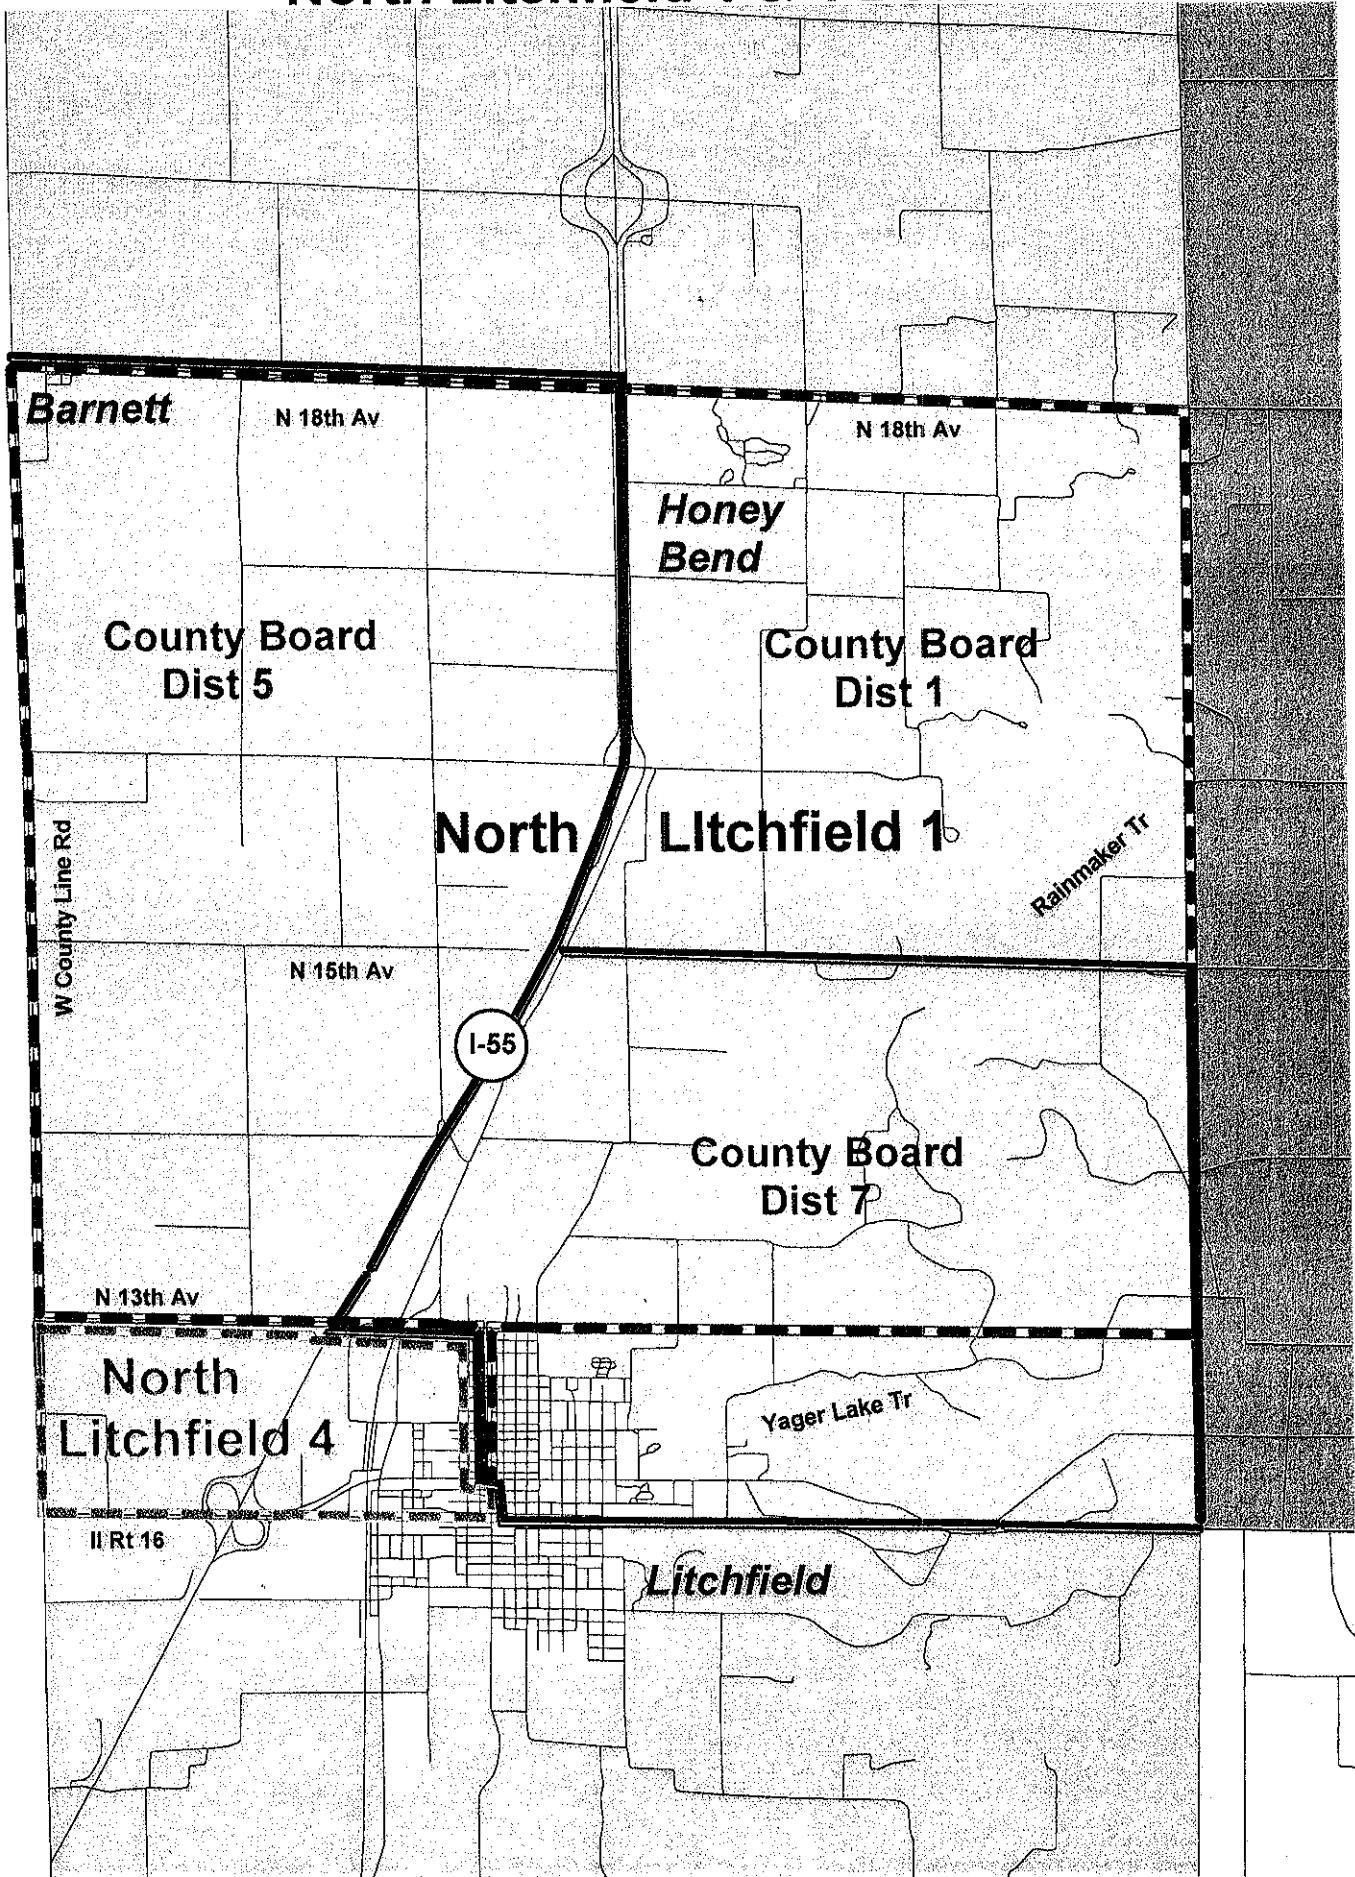 North Litchfield
Barnett
N 18th Av
N 18th Av
Honey
Bend
County Board
Dist 5
County Board
Dist 1
North LItchfield 1
Rainmaker Tr
W County Line Rd
N 15th Av
I-55
County Board
Dist 7
N 13th Av
North
Litchfield 4
Yager Lake Tr
Il Rt 16
Litchfield